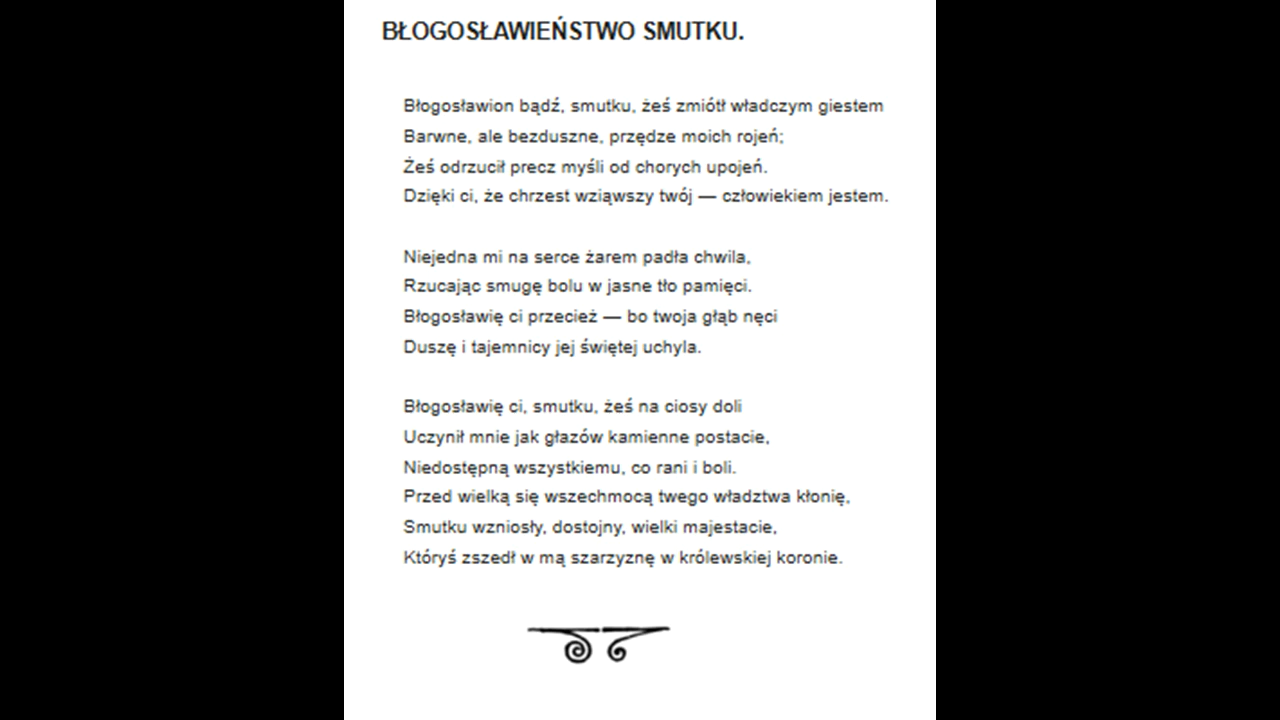 BŁOGOSŁAWIEŃSTWO SMUTKU.
Błogosławion bądź, smutku, żeś zmiótł władczym giestem
Barwne, ale bezduszne, przędze moich rojeń;
Żeś odrzucił precz myśli od chorych upojeń.
Dzięki ci, że chrzest wziąwszy twój — człowiekiem jestem.
Niejedna mi na serce żarem padła chwila,
Rzucając smugę bolu w jasne tło pamięci.
Błogosławię ci przecież — bo twoja głąb nęci
Duszę i tajemnicy jej świętej uchyla.
Błogosławię ci, smutku, żeś na ciosy doli
Uczynił mnie jak głazów kamienne postacie,
Niedostępną wszystkiemu, co rani i boli.
Przed wielką się wszechmocą twego władztwa kłonię,
Smutku wzniosły, dostojny, wielki majestacie,
Któryś zszedł w mą szarzyznę w królewskiej koronie.